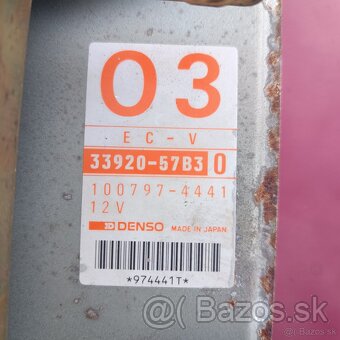 03
EC-V
33920-57B3 0
100797-4441
12V
DENSO MADE IN JAPAN
*974441T*
Bazos.sk